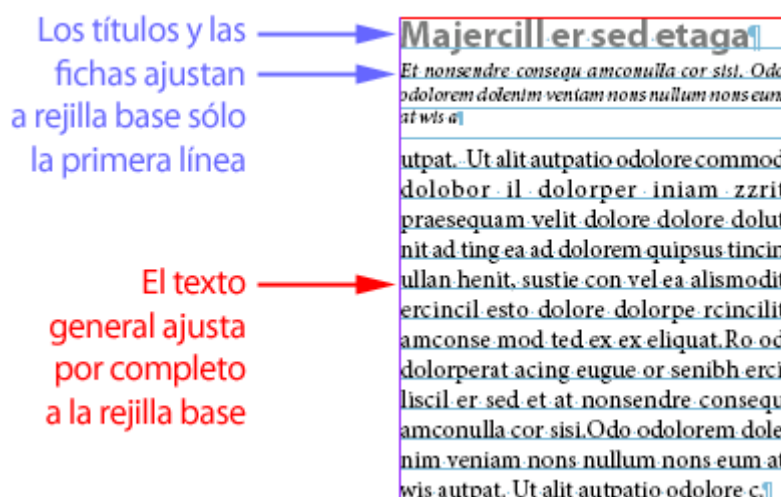 Los títulos y las
fichas ajustan
a rejilla base sólo
la primera línea
El texto
general ajusta
por completo
a la rejilla base
Majercill er sed etaga¶
Et nonsendre consequ amconulla cor sisi. Odo
odolorem dolenim veniam nons nullum nons eum
at wis a¶
utpat. Ut alit autpatio odolore commod
dolobor il dolorper iniam zzrit
praesequam velit dolore dolore dolut
nit ad ting ea ad dolorem quipsus tincin
ullan henit, sustie con vel ea alismodit
ercincil esto dolore dolorpe rcincilit
amconse mod ted ex ex eliquat. Ro od
dolorperat acing eugue or senibh erci
liscil er sed et at nonsendre consequ
amconulla cor sisi.Odo odolorem dole
nim veniam nons nullum nons eum at
wis autpat. Ut alit autpatio odolore c.¶